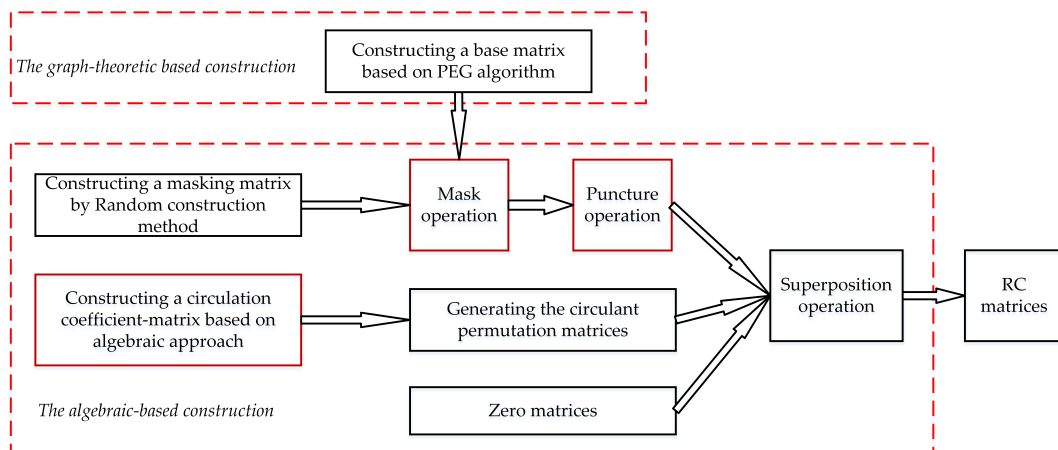 The graph-theoretic based construction
Constructing a base matrix
based on PEG algorithm
Constructing a masking matrix
by Random construction
method
Mask
operation
Puncture
operation
Constructing a circulation
coefficient-matrix based on
algebraic approach
Generating the circulant
permutation matrices
Superposition
operation
RC
matrices
The algebraic-based construction
Zero matrices